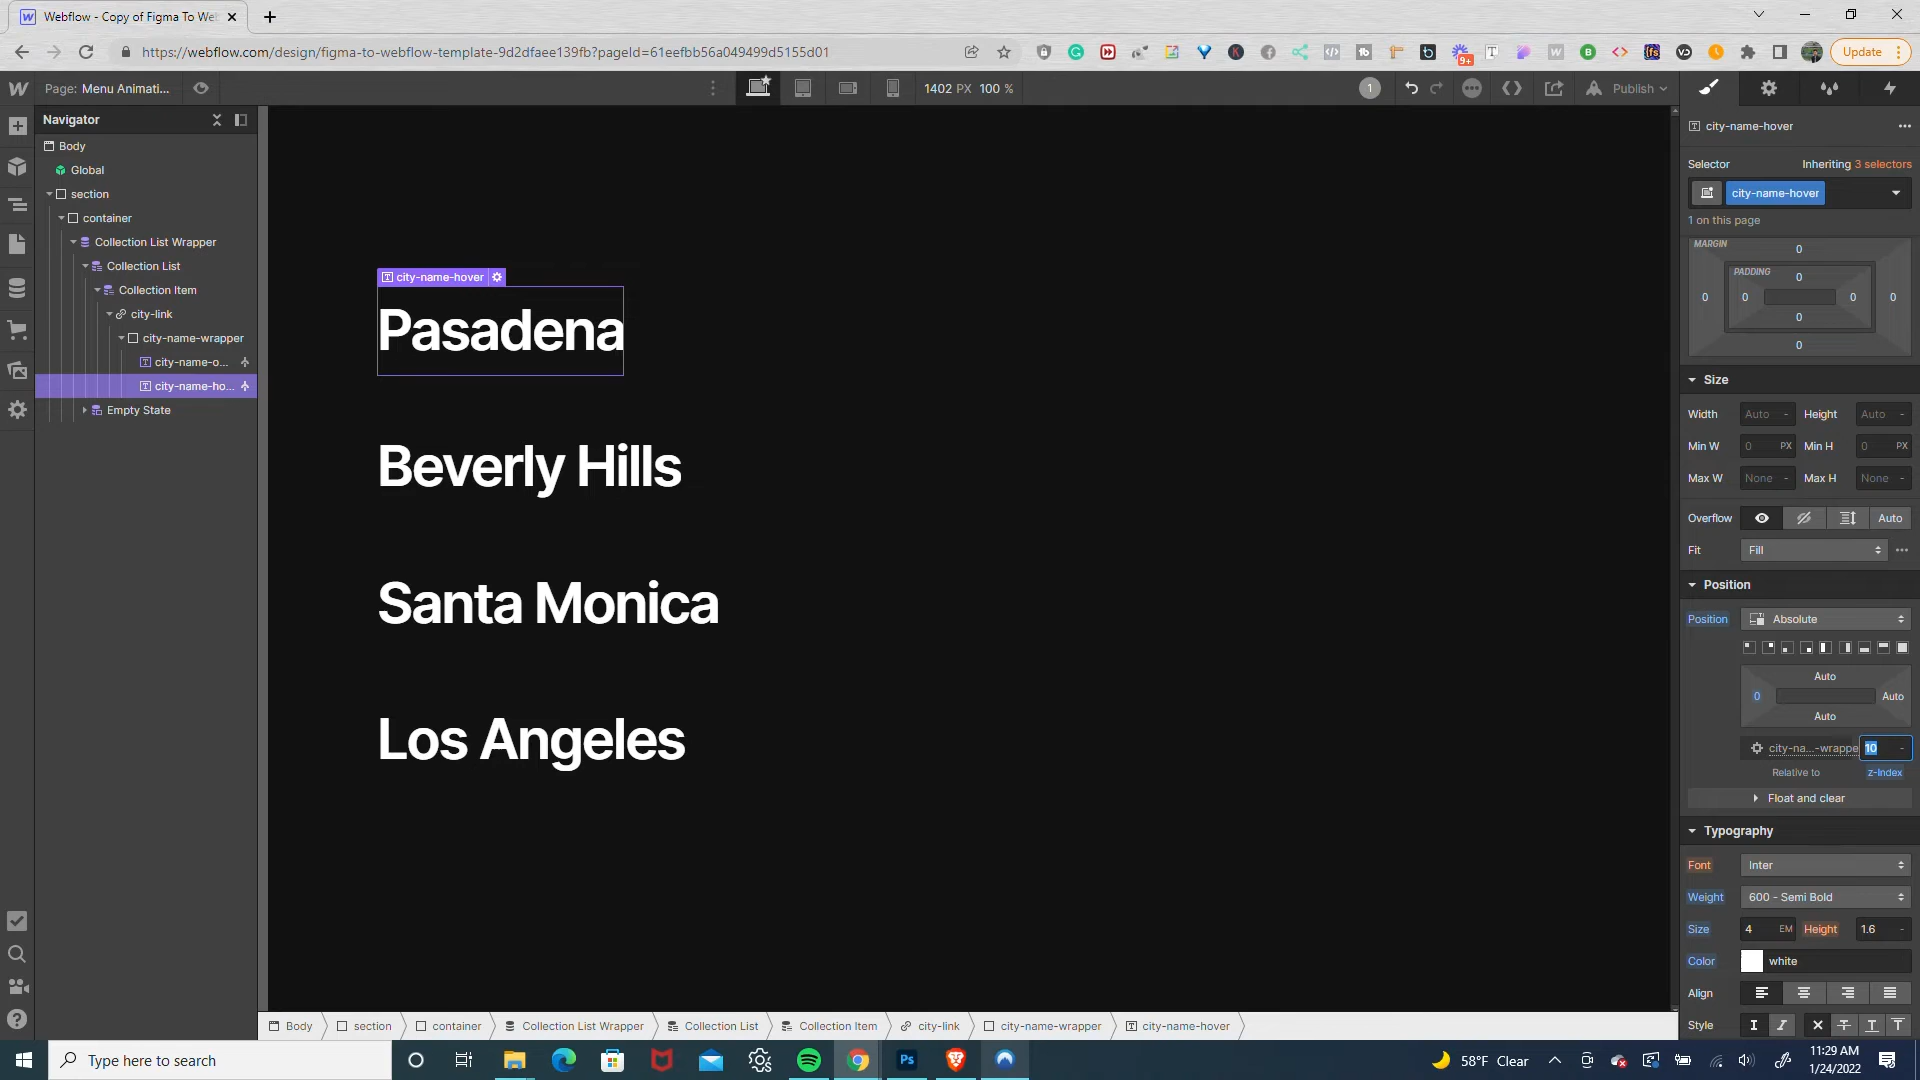 Webflow - Copy of Figma To We
https://webflow.com/design/figma-to-webflow-template-9d2dfaee139fb?pageId=61eefbb56a049499d5155d01
9+
Update
Page: Menu Animati...
1402 PX 100 %
1
Publish
Navigator
Body
Global
section
container
Collection List Wrapper
Collection List
Collection Item
city-link
city-name-wrapper
city-name-o...
city-name-ho...
Empty State
city-name-hover
Pasadena
Beverly Hills
Santa Monica
Los Angeles
city-name-hover
Selector Inheriting 3 selectors
city-name-hover
1 on this page
MARGIN 0
PADDING 0
0 0 0 0
0
0
Size
Width Auto - Height Auto -
Min W 0 PX Min H 0 PX
Max W None - Max H None -
Overflow Auto
Fit Fill
Position
Position Absolute
Auto
0 Auto
Auto
city-na...-wrappe 10 -
Relative to z-Index
Float and clear
Typography
Font Inter
Weight 600 - Semi Bold
Size 4 EM Height 1.6 -
Color white
Align
Style
Body section container Collection List Wrapper Collection List Collection Item city-link city-name-wrapper city-name-hover
Type here to search
Ps
58°F Clear
11:29 AM
1/24/2022